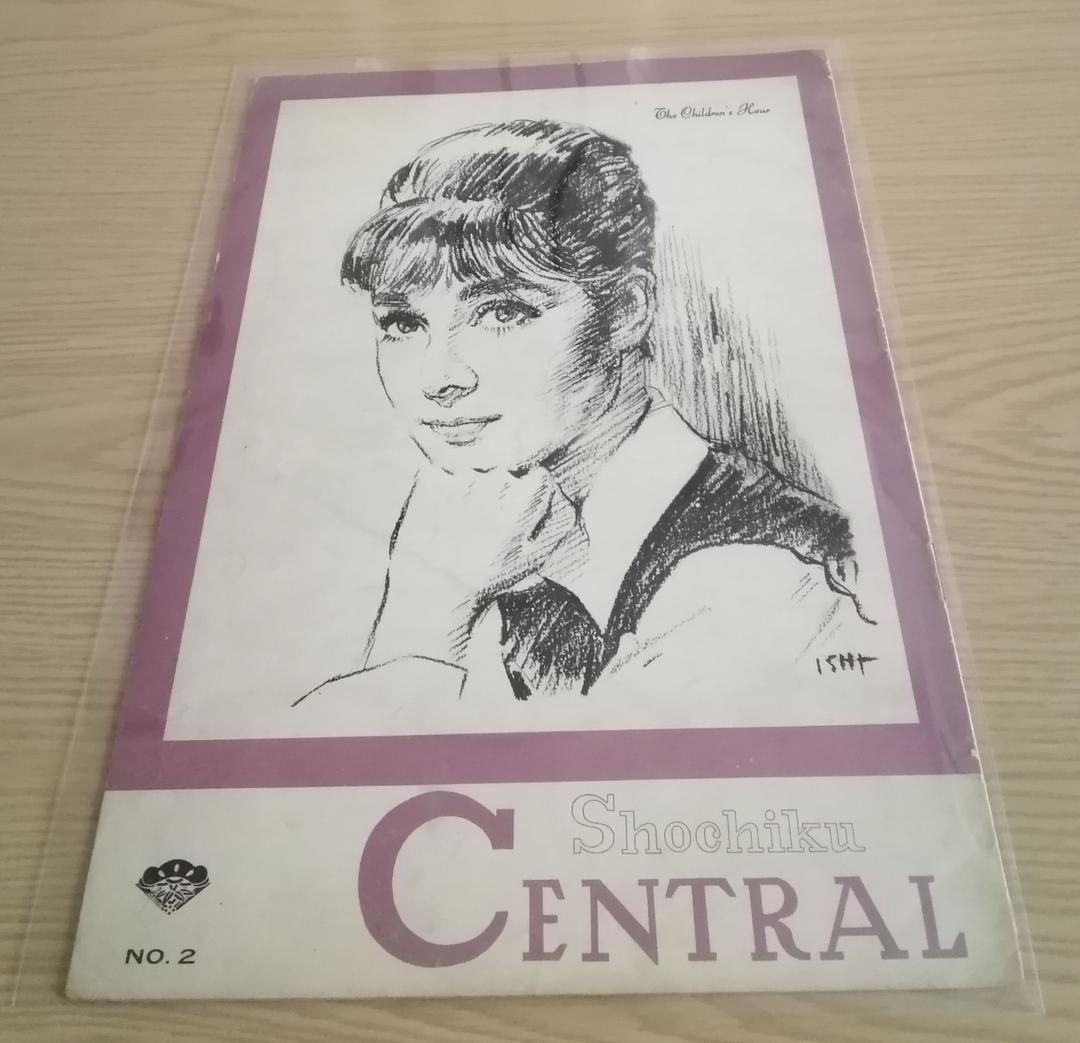 The Children's Hour
ISHI
Shochiku
CENTRAL
NO. 2